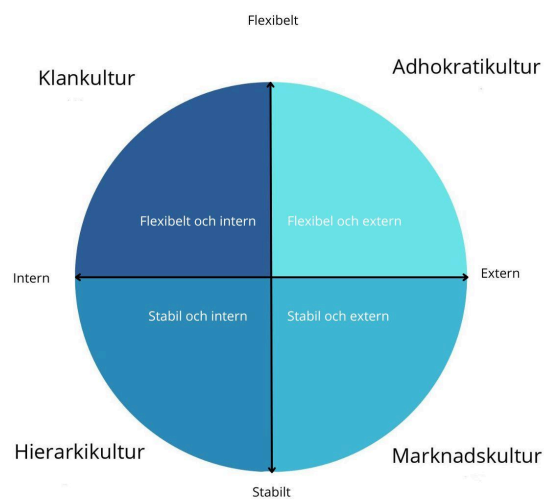 Flexibelt
Klankultur
Adhokratikultur
Flexibelt och intern
Flexibel och extern
Intern
Extern
Stabil och intern
Stabil och extern
Hierarkikultur
Marknadskultur
Stabilt